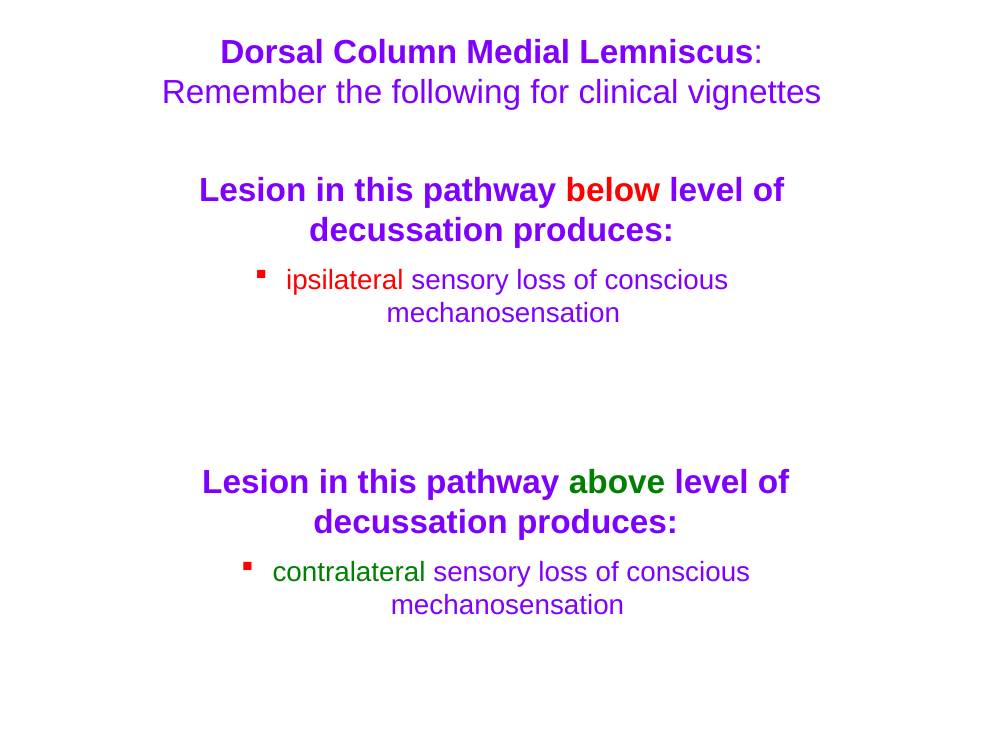 Dorsal Column Medial Lemniscus:
Remember the following for clinical vignettes
Lesion in this pathway below level of
decussation produces:
▪ ipsilateral sensory loss of conscious
mechanosensation
Lesion in this pathway above level of
decussation produces:
▪ contralateral sensory loss of conscious
mechanosensation